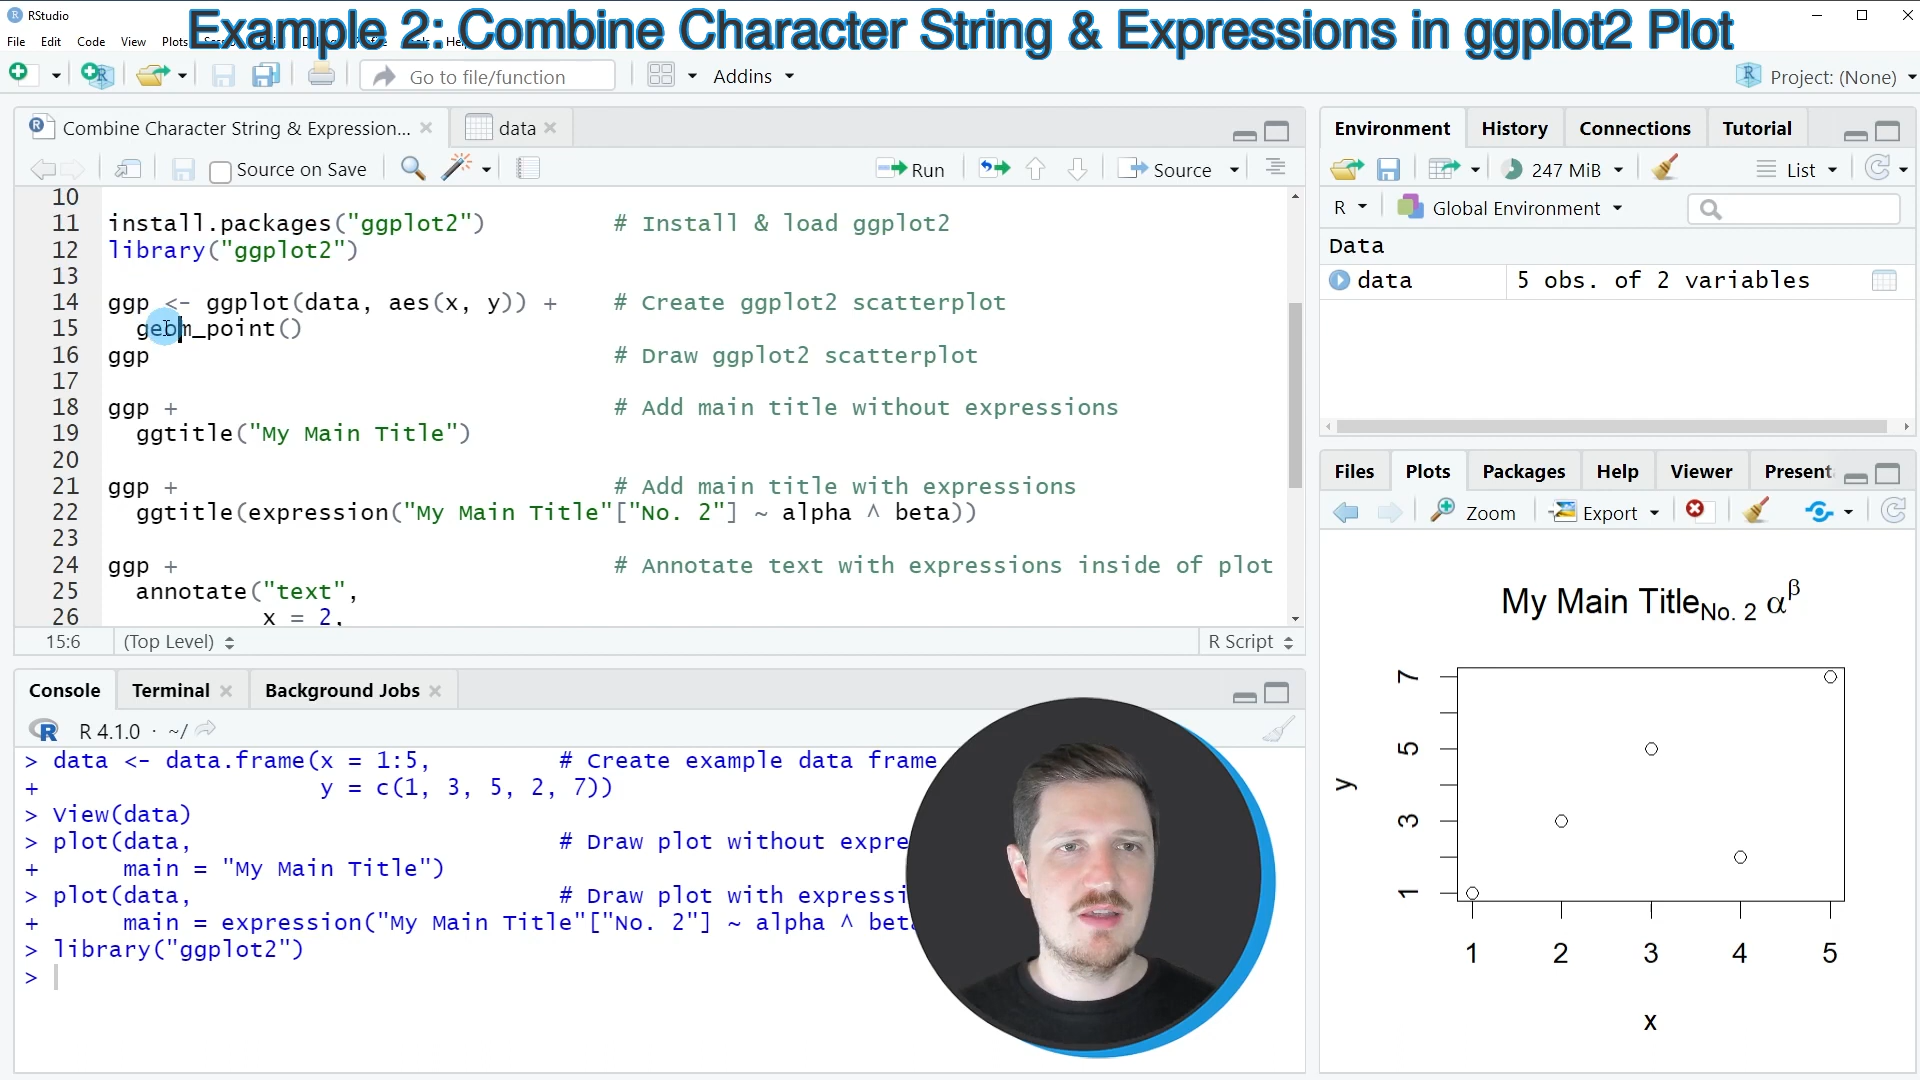 RStudio
Example 2: Combine Character String & Expressions in ggplot2 Plot
File Edit Code View Plots
Go to file/function
Addins
Project: (None)
Combine Character String & Expression...
data
Source on Save
Run
Source
10
11 install.packages("ggplot2") # Install & load ggplot2
12 library("ggplot2")
13
14 ggp <- ggplot(data, aes(x, y)) + # Create ggplot2 scatterplot
15 geom_point()
16 ggp # Draw ggplot2 scatterplot
17
18 ggp + # Add main title without expressions
19 ggtitle("My Main Title")
20
21 ggp + # Add main title with expressions
22 ggtitle(expression("My Main Title"["No. 2"] ~ alpha ^ beta))
23
24 ggp + # Annotate text with expressions inside of plot
25 annotate("text",
26 x = 2,
15:6 (Top Level) R Script
Console Terminal Background Jobs
R 4.1.0 · ~/
> data <- data.frame(x = 1:5, # Create example data frame
+ y = c(1, 3, 5, 2, 7))
> View(data)
> plot(data, # Draw plot without expre
+ main = "My Main Title")
> plot(data, # Draw plot with expressi
+ main = expression("My Main Title"["No. 2"] ~ alpha ^ bet
> library("ggplot2")
>
Environment History Connections Tutorial
247 MiB List
R Global Environment
Data
data 5 obs. of 2 variables
Files Plots Packages Help Viewer Present
Zoom Export
My Main Title No. 2 α^β
7
5
3
1
y
1 2 3 4 5
x